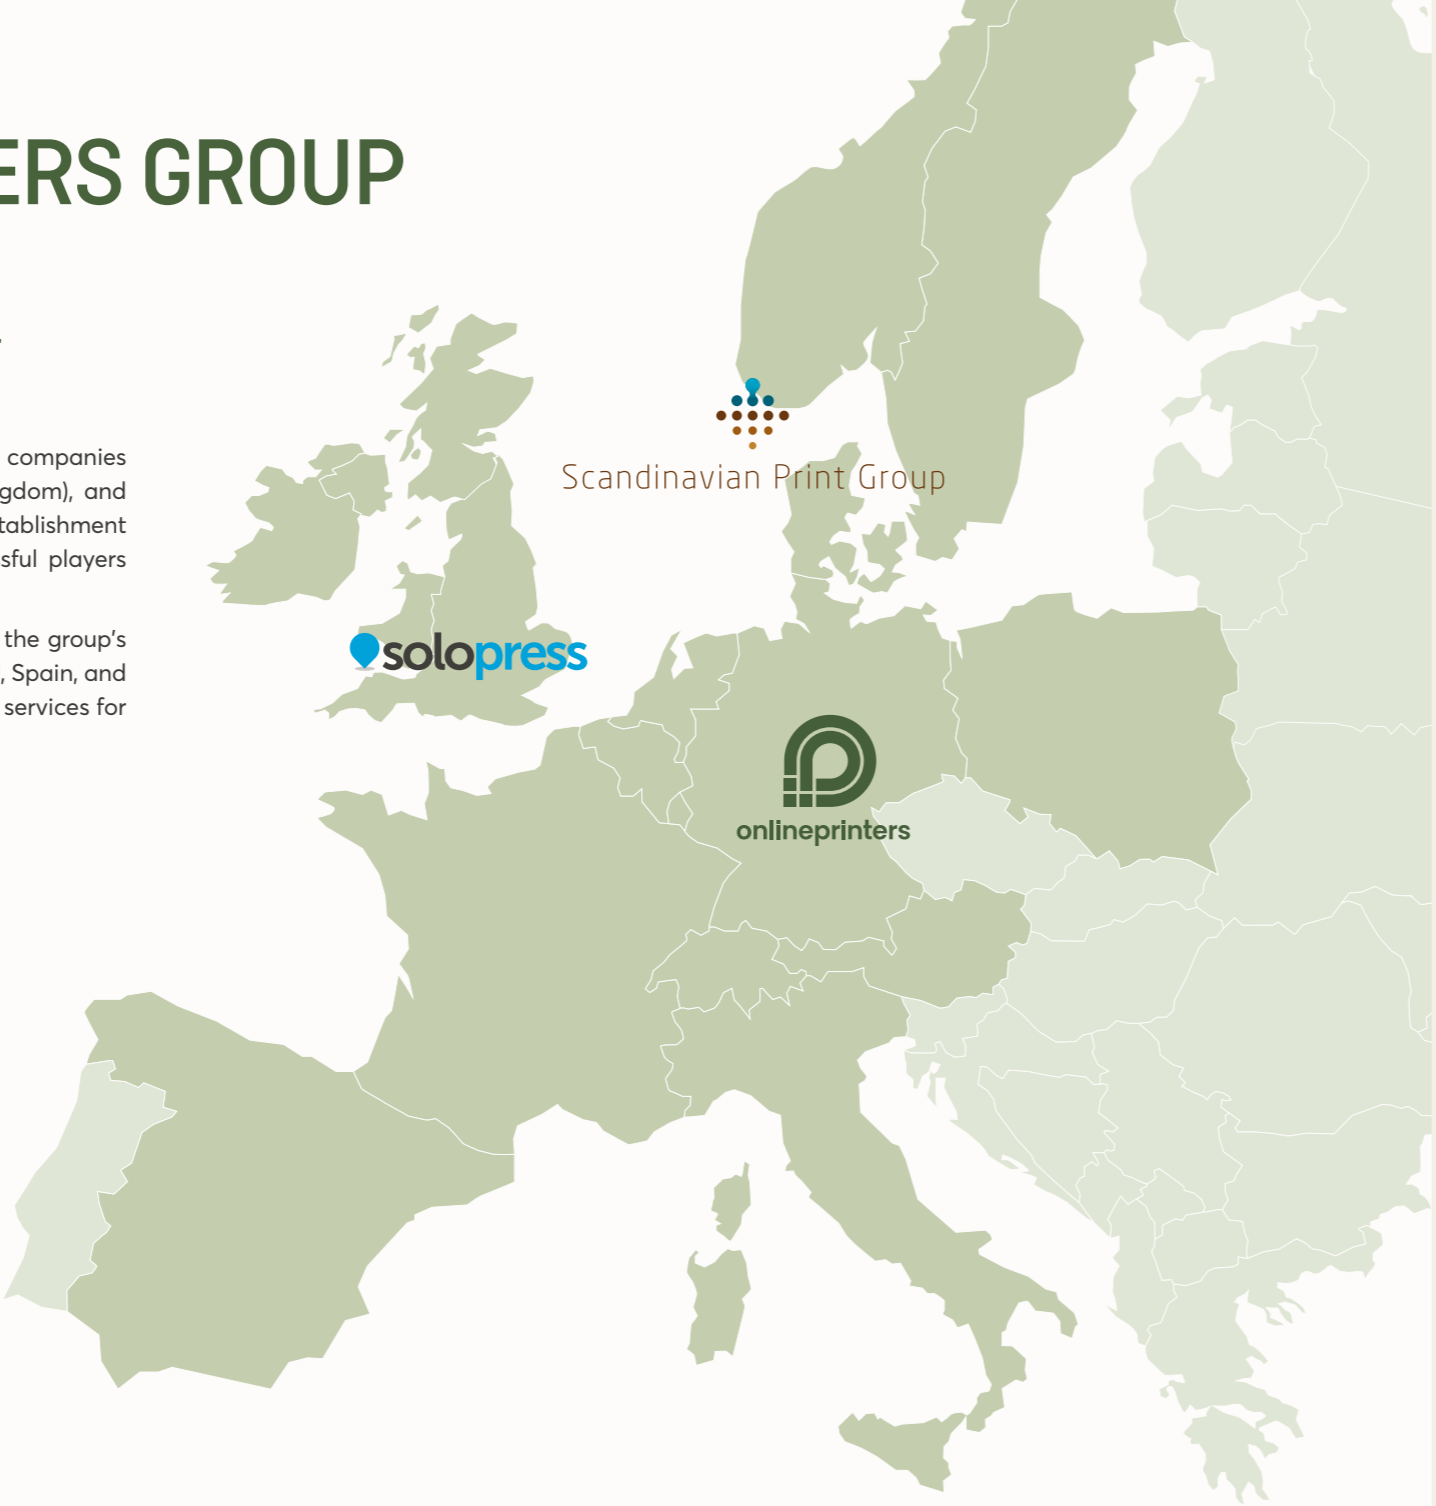 ERS GROUP
companies
gdom), and
tablishment
sful players
the group's
, Spain, and
services for
Scandinavian Print Group
solopress
onlineprinters